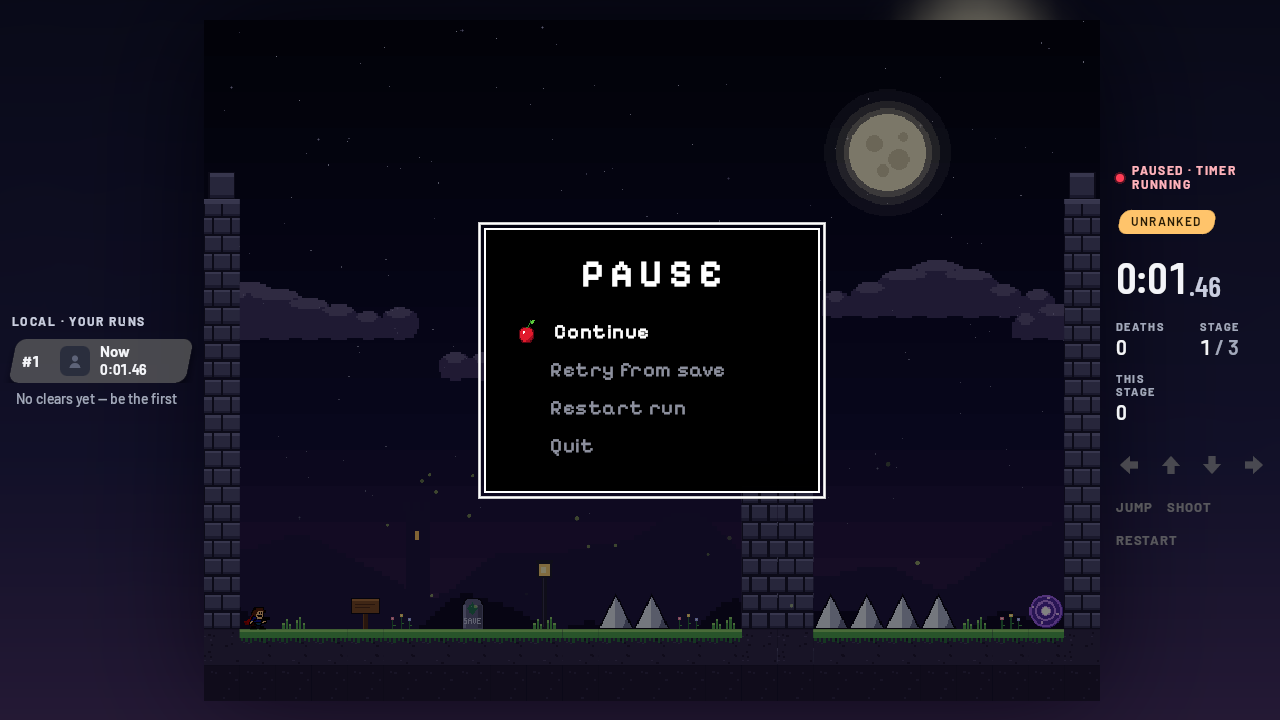 LOCAL · YOUR RUNS
#1
Now
0:01.46
No clears yet — be the first
PAUSE
Continue
Retry from save
Restart run
Quit
SAVE
PAUSED · TIMER
RUNNING
UNRANKED
0:01.46
DEATHS
0
STAGE
1 / 3
THIS
STAGE
0
JUMP SHOOT
RESTART